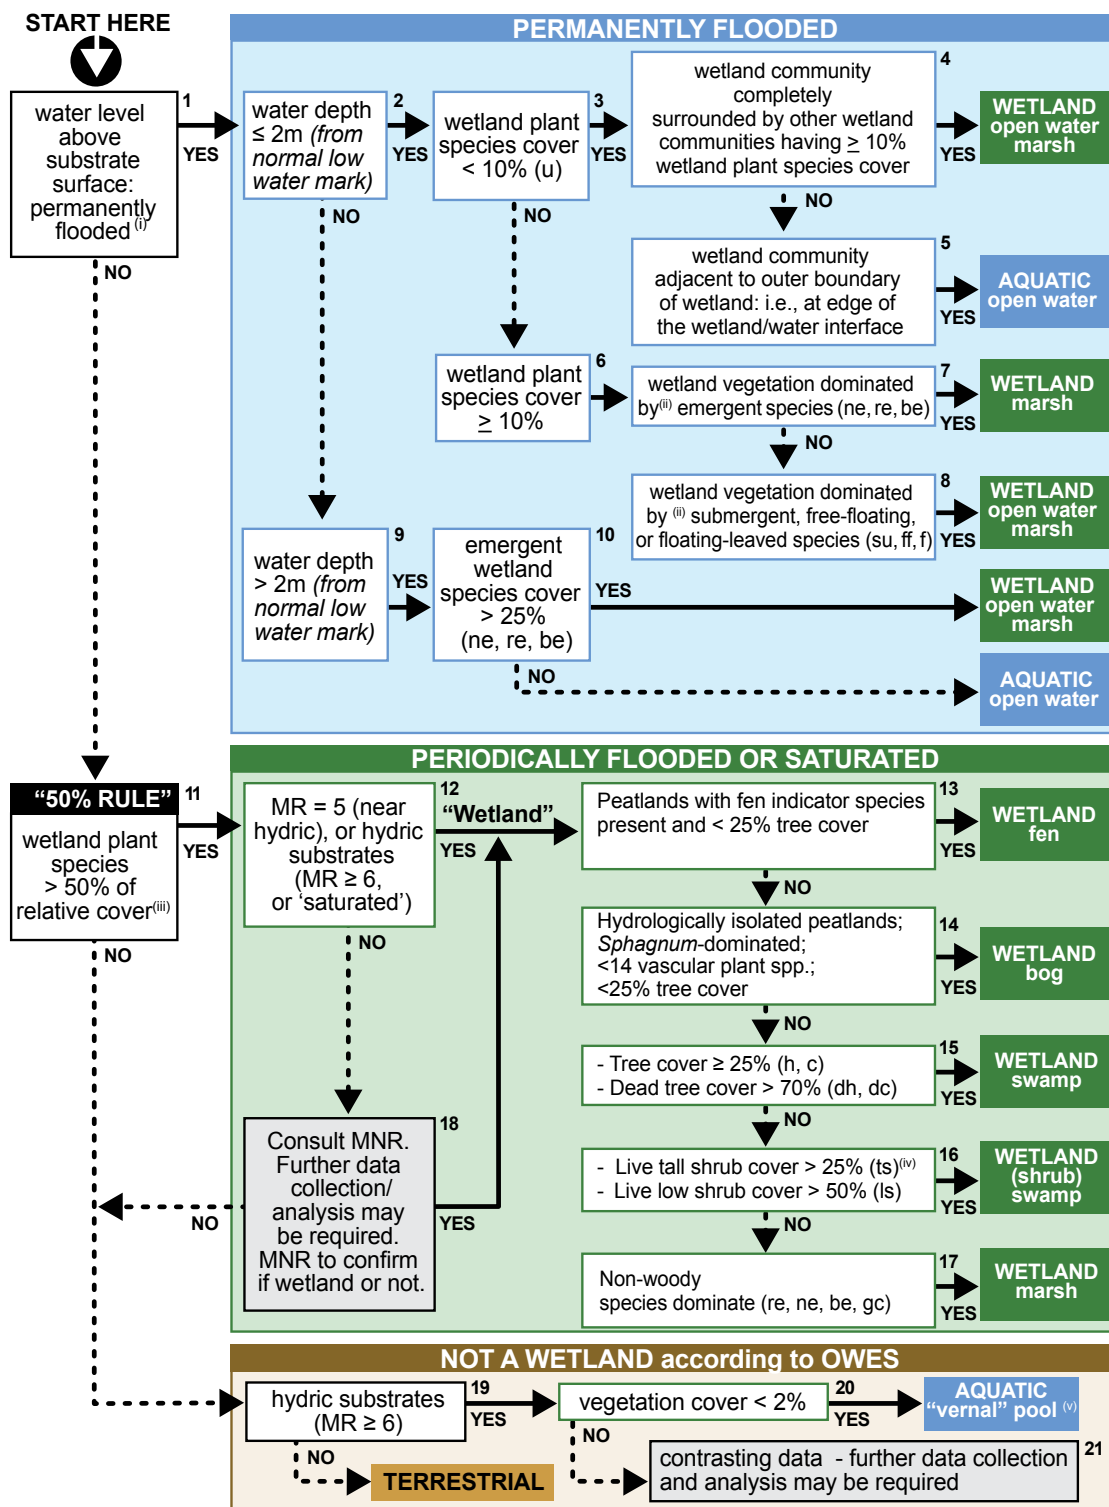 START HERE
1
water level
above
substrate
surface:
permanently
flooded (i)
YES
NO
PERMANENTLY FLOODED
2
water depth
≤ 2m (from
normal low
water mark)
YES
NO
3
wetland plant
species cover
< 10% (u)
YES
NO
4
wetland community
completely
surrounded by other wetland
communities having ≥ 10%
wetland plant species cover
YES
NO
WETLAND
open water
marsh
5
wetland community
adjacent to outer boundary
of wetland: i.e., at edge of
the wetland/water interface
YES
AQUATIC
open water
6
wetland plant
species cover
≥ 10%
7
wetland vegetation dominated
by(ii) emergent species (ne, re, be)
YES
NO
WETLAND
marsh
8
wetland vegetation dominated
by (ii) submergent, free-floating,
or floating-leaved species (su, ff, f)
YES
WETLAND
open water
marsh
9
water depth
> 2m (from
normal low
water mark)
YES
10
emergent
wetland
species cover
> 25%
(ne, re, be)
YES
NO
WETLAND
open water
marsh
AQUATIC
open water
PERIODICALLY FLOODED OR SATURATED
11
“50% RULE”
wetland plant
species
> 50% of
relative cover(iii)
YES
NO
12
MR = 5 (near
hydric), or hydric
substrates
(MR ≥ 6,
or ‘saturated’)
“Wetland”
YES
NO
13
Peatlands with fen indicator species
present and < 25% tree cover
YES
NO
WETLAND
fen
14
Hydrologically isolated peatlands;
Sphagnum-dominated;
<14 vascular plant spp.;
<25% tree cover
YES
NO
WETLAND
bog
15
- Tree cover ≥ 25% (h, c)
- Dead tree cover > 70% (dh, dc)
YES
NO
WETLAND
swamp
16
- Live tall shrub cover > 25% (ts)(iv)
- Live low shrub cover > 50% (ls)
YES
NO
WETLAND
(shrub)
swamp
17
Non-woody
species dominate (re, ne, be, gc)
YES
WETLAND
marsh
18
Consult MNR.
Further data
collection/
analysis may
be required.
MNR to confirm
if wetland or not.
YES
NO
NOT A WETLAND according to OWES
19
hydric substrates
(MR ≥ 6)
YES
NO
TERRESTRIAL
20
vegetation cover < 2%
YES
NO
AQUATIC
“vernal” pool (v)
21
contrasting data - further data collection
and analysis may be required